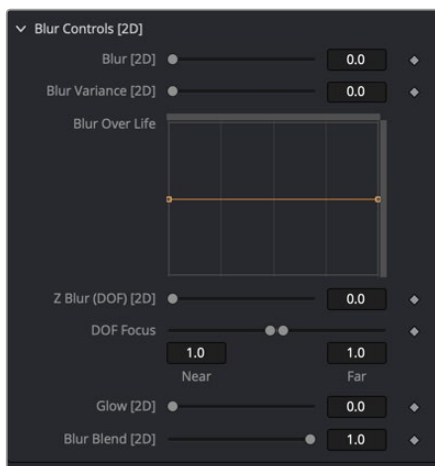 Blur Controls [2D]
Blur [2D] 0.0
Blur Variance [2D] 0.0
Blur Over Life
Z Blur (DOF) [2D] 0.0
DOF Focus
1.0 1.0
Near Far
Glow [2D] 0.0
Blur Blend [2D] 1.0